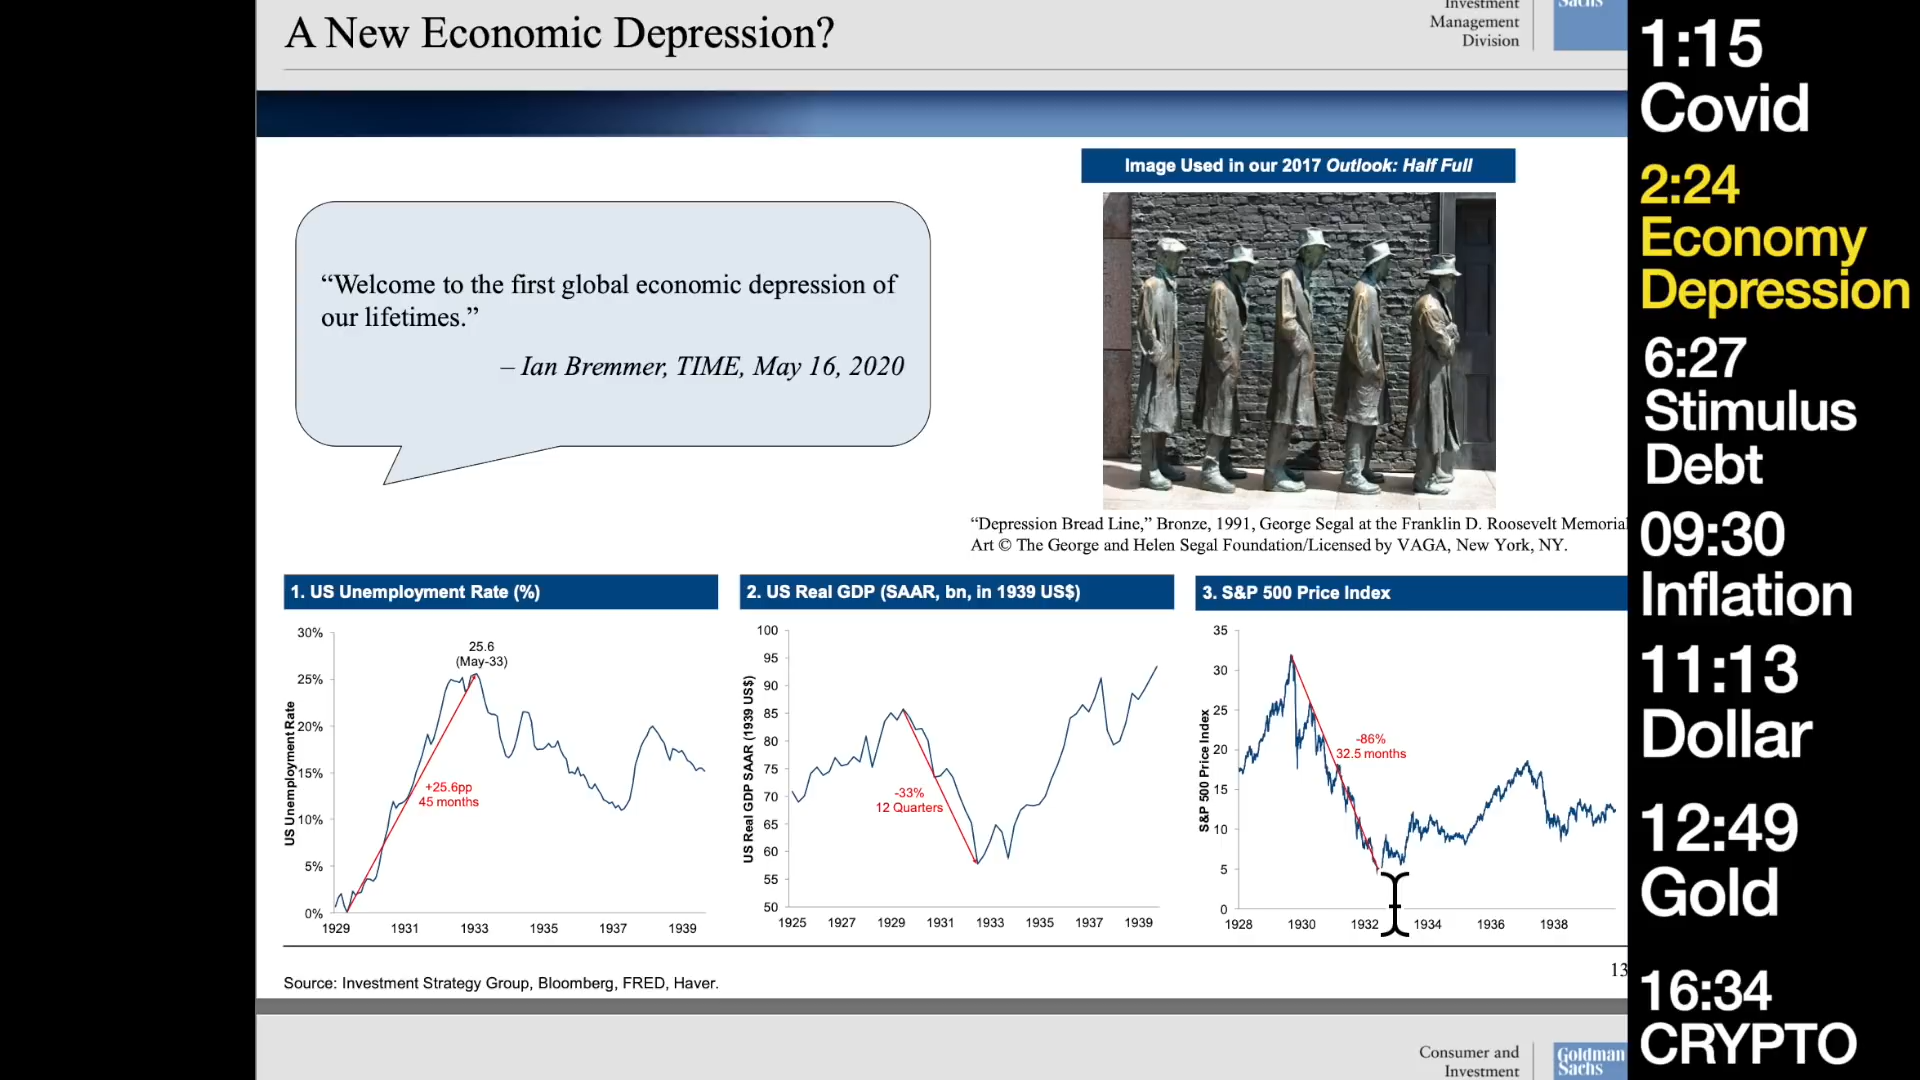 A New Economic Depression?
Investment
Management
Division
Sachs
Image Used in our 2017 Outlook: Half Full
“Welcome to the first global economic depression of
our lifetimes.”
– Ian Bremmer, TIME, May 16, 2020
“Depression Bread Line,” Bronze, 1991, George Segal at the Franklin D. Roosevelt Memorial
Art © The George and Helen Segal Foundation/Licensed by VAGA, New York, NY.
1. US Unemployment Rate (%)
US Unemployment Rate
30%
25%
20%
15%
10%
5%
0%
25.6
(May-33)
+25.6pp
45 months
1929
1931
1933
1935
1937
1939
2. US Real GDP (SAAR, bn, in 1939 US$)
US Real GDP SAAR (1939 US$)
100
95
90
85
80
75
70
65
60
55
50
-33%
12 Quarters
1925
1927
1929
1931
1933
1935
1937
1939
3. S&P 500 Price Index
S&P 500 Price Index
35
30
25
20
15
10
5
0
-86%
32.5 months
1928
1930
1932
1934
1936
1938
13
Source: Investment Strategy Group, Bloomberg, FRED, Haver.
Consumer and
Investment
Goldman
Sachs
1:15
Covid
2:24
Economy
Depression
6:27
Stimulus
Debt
09:30
Inflation
11:13
Dollar
12:49
Gold
16:34
CRYPTO